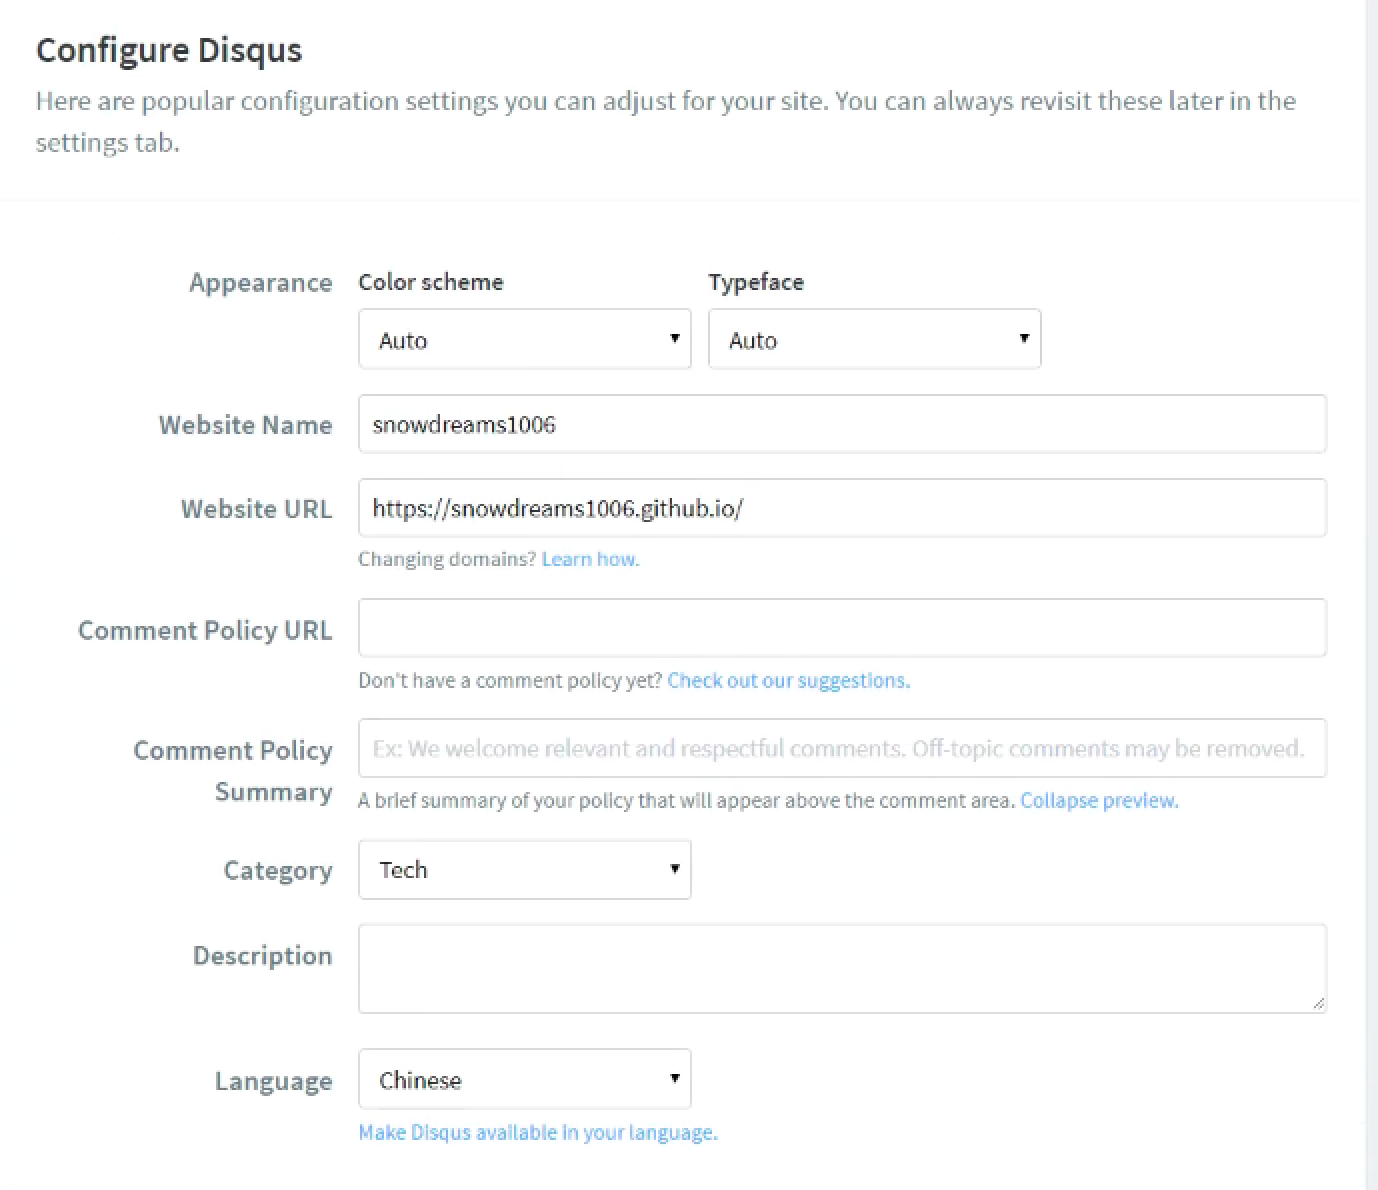 Configure Disqus
Here are popular configuration settings you can adjust for your site. You can always revisit these later in the
settings tab.
Appearance
Color scheme
Typeface
Auto
Auto
Website Name
snowdreams1006
Website URL
https://snowdreams1006.github.io/
Changing domains? Learn how.
Comment Policy URL
Don't have a comment policy yet? Check out our suggestions.
Comment Policy
Summary
Ex: We welcome relevant and respectful comments. Off-topic comments may be removed.
A brief summary of your policy that will appear above the comment area. Collapse preview.
Category
Tech
Description
Language
Chinese
Make Disqus available in your language.